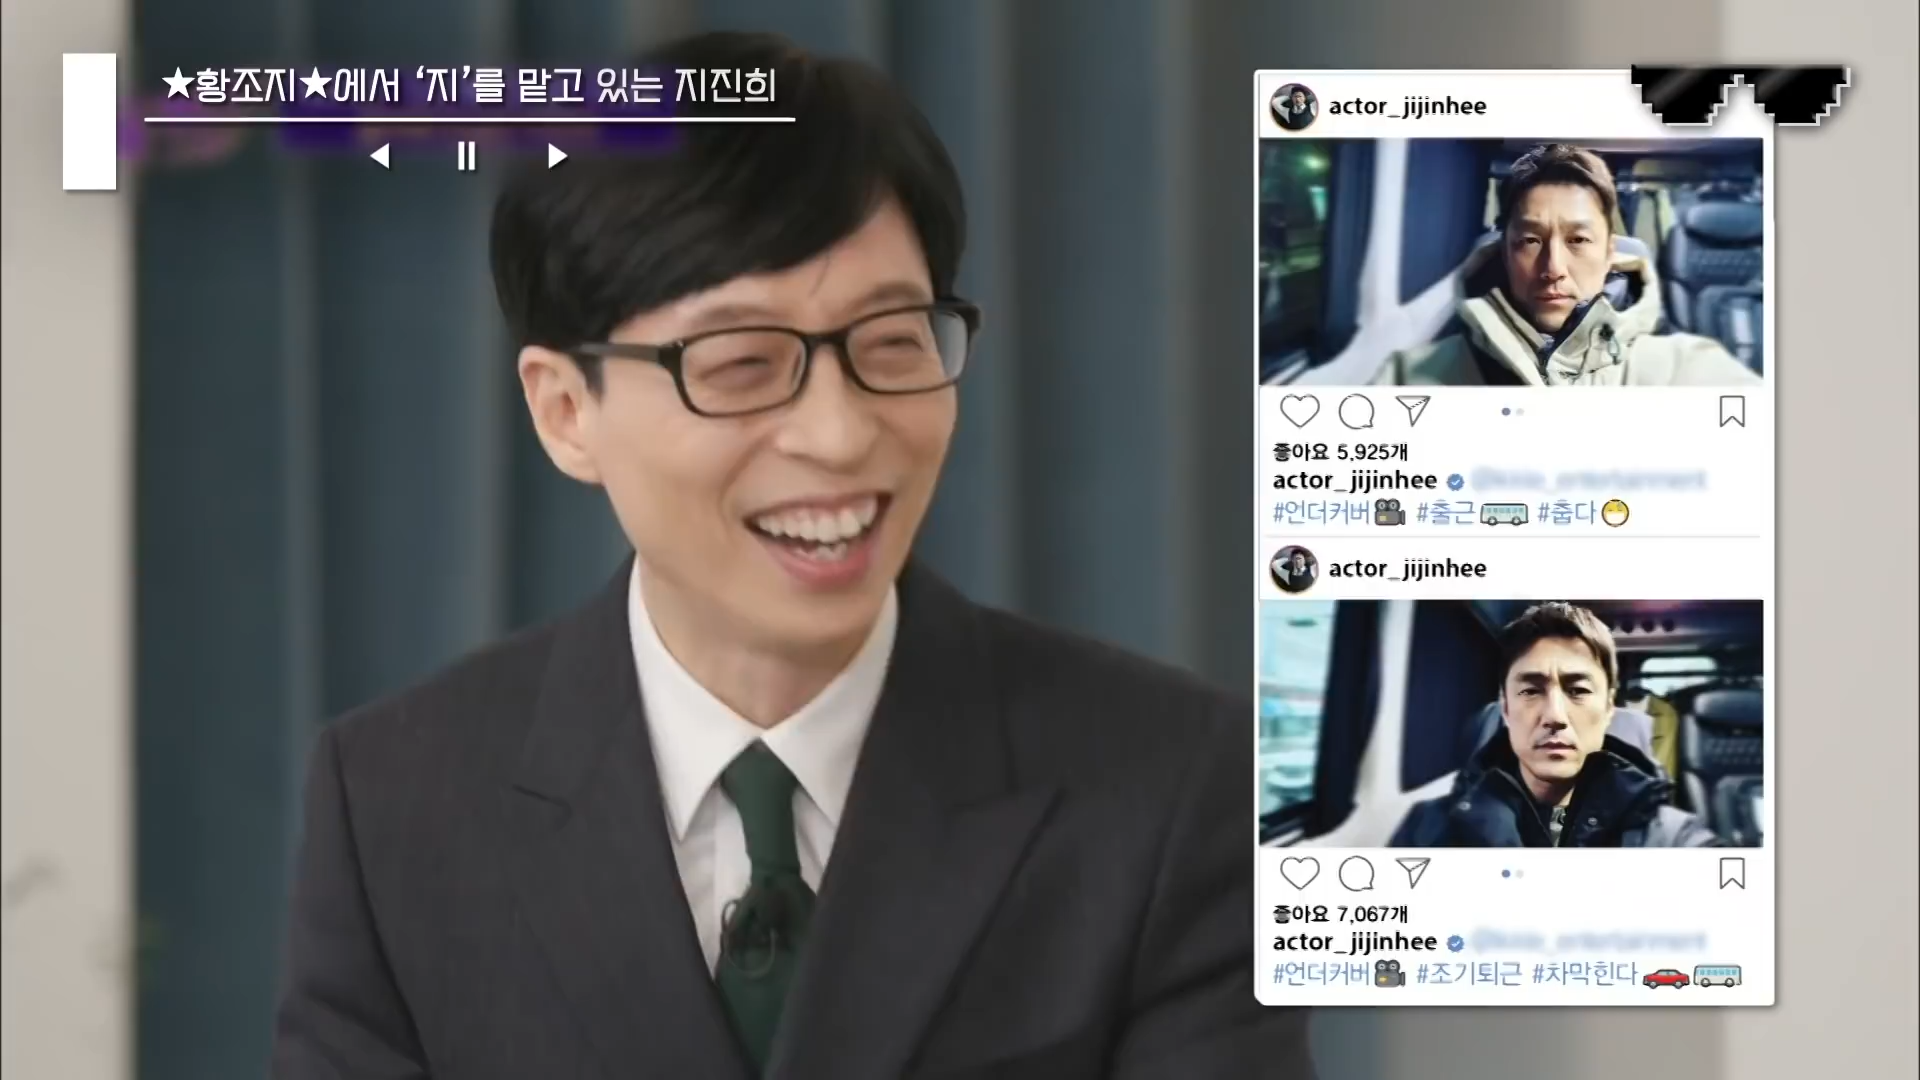 ★황조지★에서 ‘지’를 맡고 있는 지진희
actor_jijinhee
좋아요 5,925개
actor_jijinhee
#언더커버 #출근 #춥다
actor_jijinhee
좋아요 7,067개
actor_jijinhee
#언더커버 #조기퇴근 #차막힌다